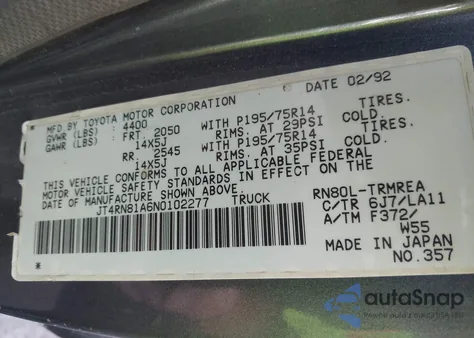 MFD BY TOYOTA MOTOR CORPORATION DATE 02/92
GVWR (LBS) : 4400
GAWR (LBS) : FRT. 2050 WITH P195/75R14 TIRES.
14X5J RIMS. AT 29PSI COLD.
RR. 2545 WITH P195/75R14 TIRES.
14X5J RIMS. AT 35PSI COLD.
THIS VEHICLE CONFORMS TO ALL APPLICABLE FEDERAL
MOTOR VEHICLE SAFETY STANDARDS IN EFFECT ON THE
DATE OF MANUFACTURE SHOWN ABOVE.
JT4RN81A6N0102277 TRUCK RN80L-TRMREA
C/TR 6J7/LA11
A/TM F372/
W55
MADE IN JAPAN
NO.357
autoSnap